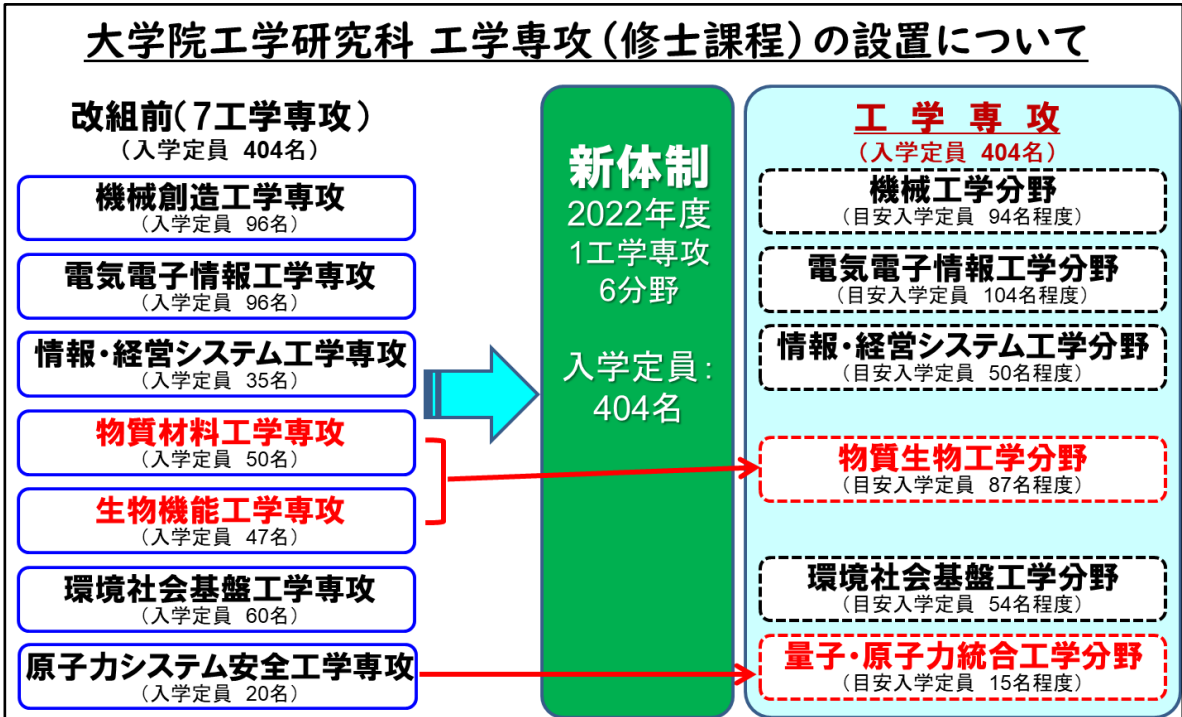 大学院工学研究科 工学専攻(修士課程)の設置について
改組前(7工学専攻)
(入学定員 404名)
機械創造工学専攻
(入学定員 96名)
電気電子情報工学専攻
(入学定員 96名)
情報・経営システム工学専攻
(入学定員 35名)
物質材料工学専攻
(入学定員 50名)
生物機能工学専攻
(入学定員 47名)
環境社会基盤工学専攻
(入学定員 60名)
原子力システム安全工学専攻
(入学定員 20名)
新体制
2022年度
1工学専攻
6分野
入学定員:
404名
工学専攻
(入学定員 404名)
機械工学分野
(目安入学定員 94名程度)
電気電子情報工学分野
(目安入学定員 104名程度)
情報・経営システム工学分野
(目安入学定員 50名程度)
物質生物工学分野
(目安入学定員 87名程度)
環境社会基盤工学分野
(目安入学定員 54名程度)
量子・原子力統合工学分野
(目安入学定員 15名程度)